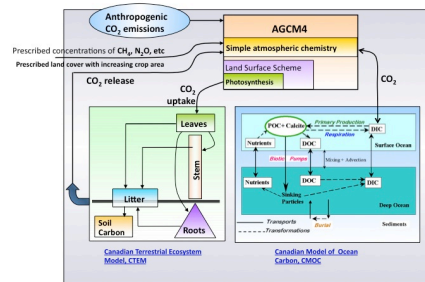 Anthropogenic
CO2 emissions
AGCM4
Prescribed concentrations of CH4, N2O, etc
Simple atmospheric chemistry
Prescribed land cover with increasing crop area
Land Surface Scheme
CO2 release
Photosynthesis
CO2
uptake
CO2
Leaves
Stem
Litter
Soil
Carbon
Roots
POC+ Calcite
Primary Production
Respiration
DIC
Nutrients
DOC
Surface Ocean
Biotic Pumps
Mixing + Advection
Nutrients
DOC
DIC
Sinking
Particles
Deep Ocean
Transports
Transformations
Burial
Sediments
Canadian Terrestrial Ecosystem
Model, CTEM
Canadian Model of Ocean
Carbon, CMOC